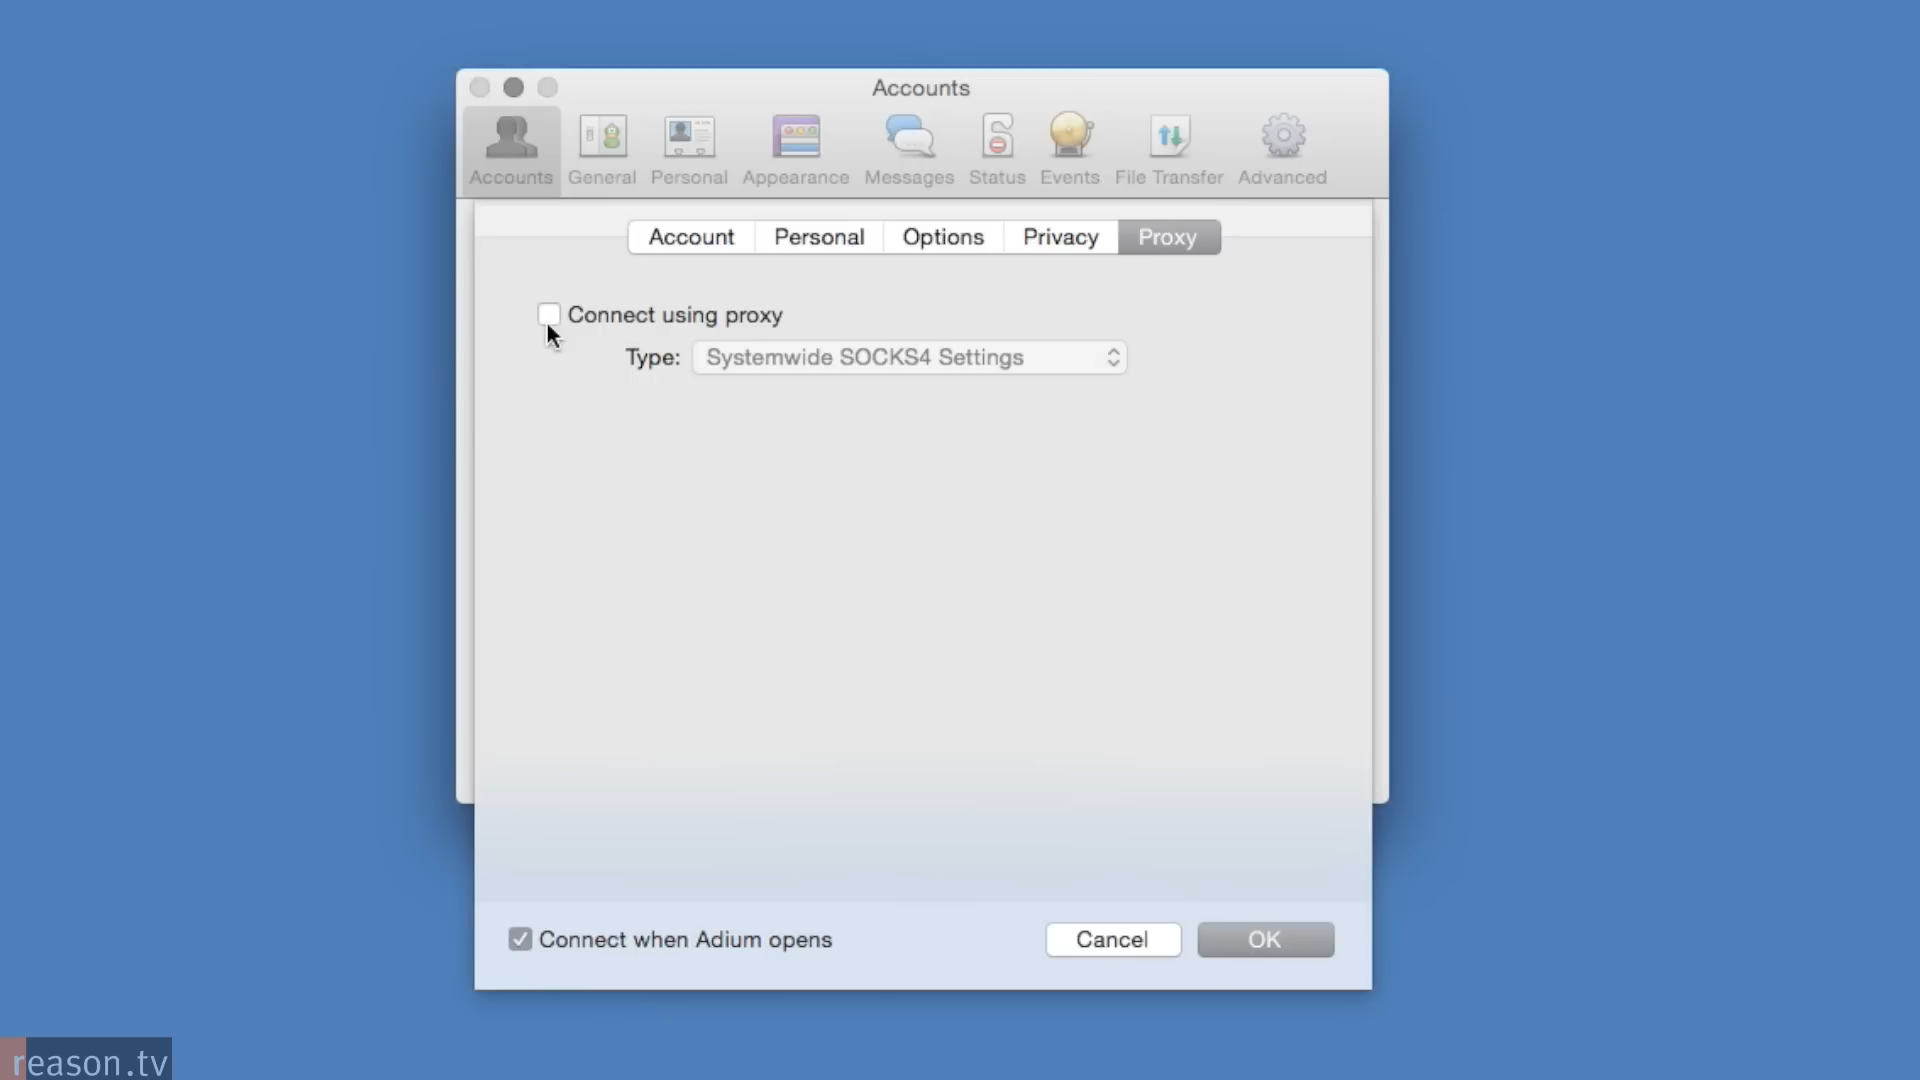 Accounts
Accounts General Personal Appearance Messages Status Events File Transfer Advanced
Account Personal Options Privacy Proxy
Connect using proxy
Type: Systemwide SOCKS4 Settings
Connect when Adium opens Cancel OK
reason.tv